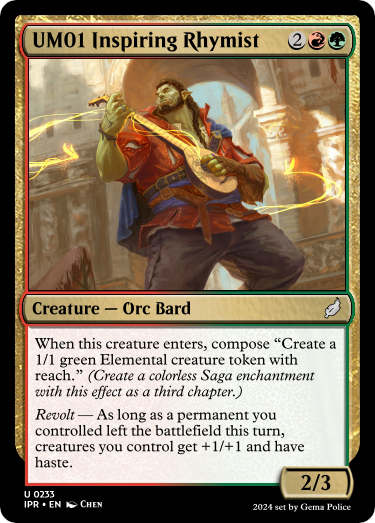 UM01 Inspiring Rhymist 2
Creature — Orc Bard
When this creature enters, compose “Create a
1/1 green Elemental creature token with
reach.” (Create a colorless Saga enchantment
with this effect as a third chapter.)
Revolt — As long as a permanent you
controlled left the battlefield this turn,
creatures you control get +1/+1 and have
haste.
2/3
U 0233
IPR • EN Chen
2024 set by Gema Police